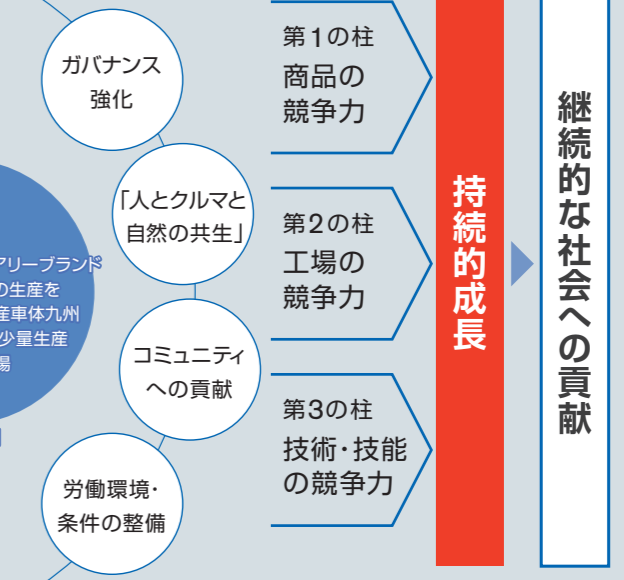 ガバナンス
強化
「人とクルマと
自然の共生」
コミュニティ
への貢献
労働環境・
条件の整備
アリーブランド
の生産を
産車体九州
少量生産
場
第1の柱
商品の
競争力
第2の柱
工場の
競争力
第3の柱
技術・技能
の競争力
持続的成長
継続的な社会への貢献